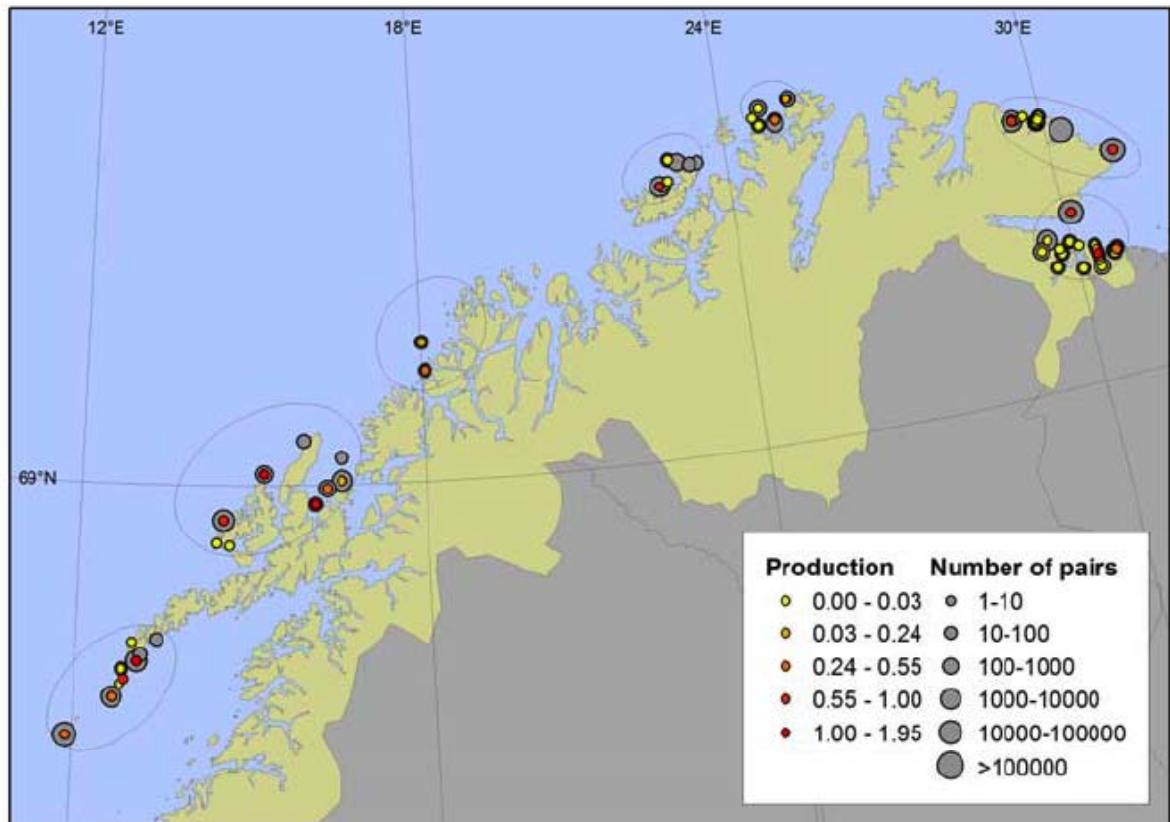 12°E 18°E 24°E 30°E
69°N
Production Number of pairs
0.00 - 0.03 1-10
0.03 - 0.24 10-100
0.24 - 0.55 100-1000
0.55 - 1.00 1000-10000
1.00 - 1.95 10000-100000
>100000